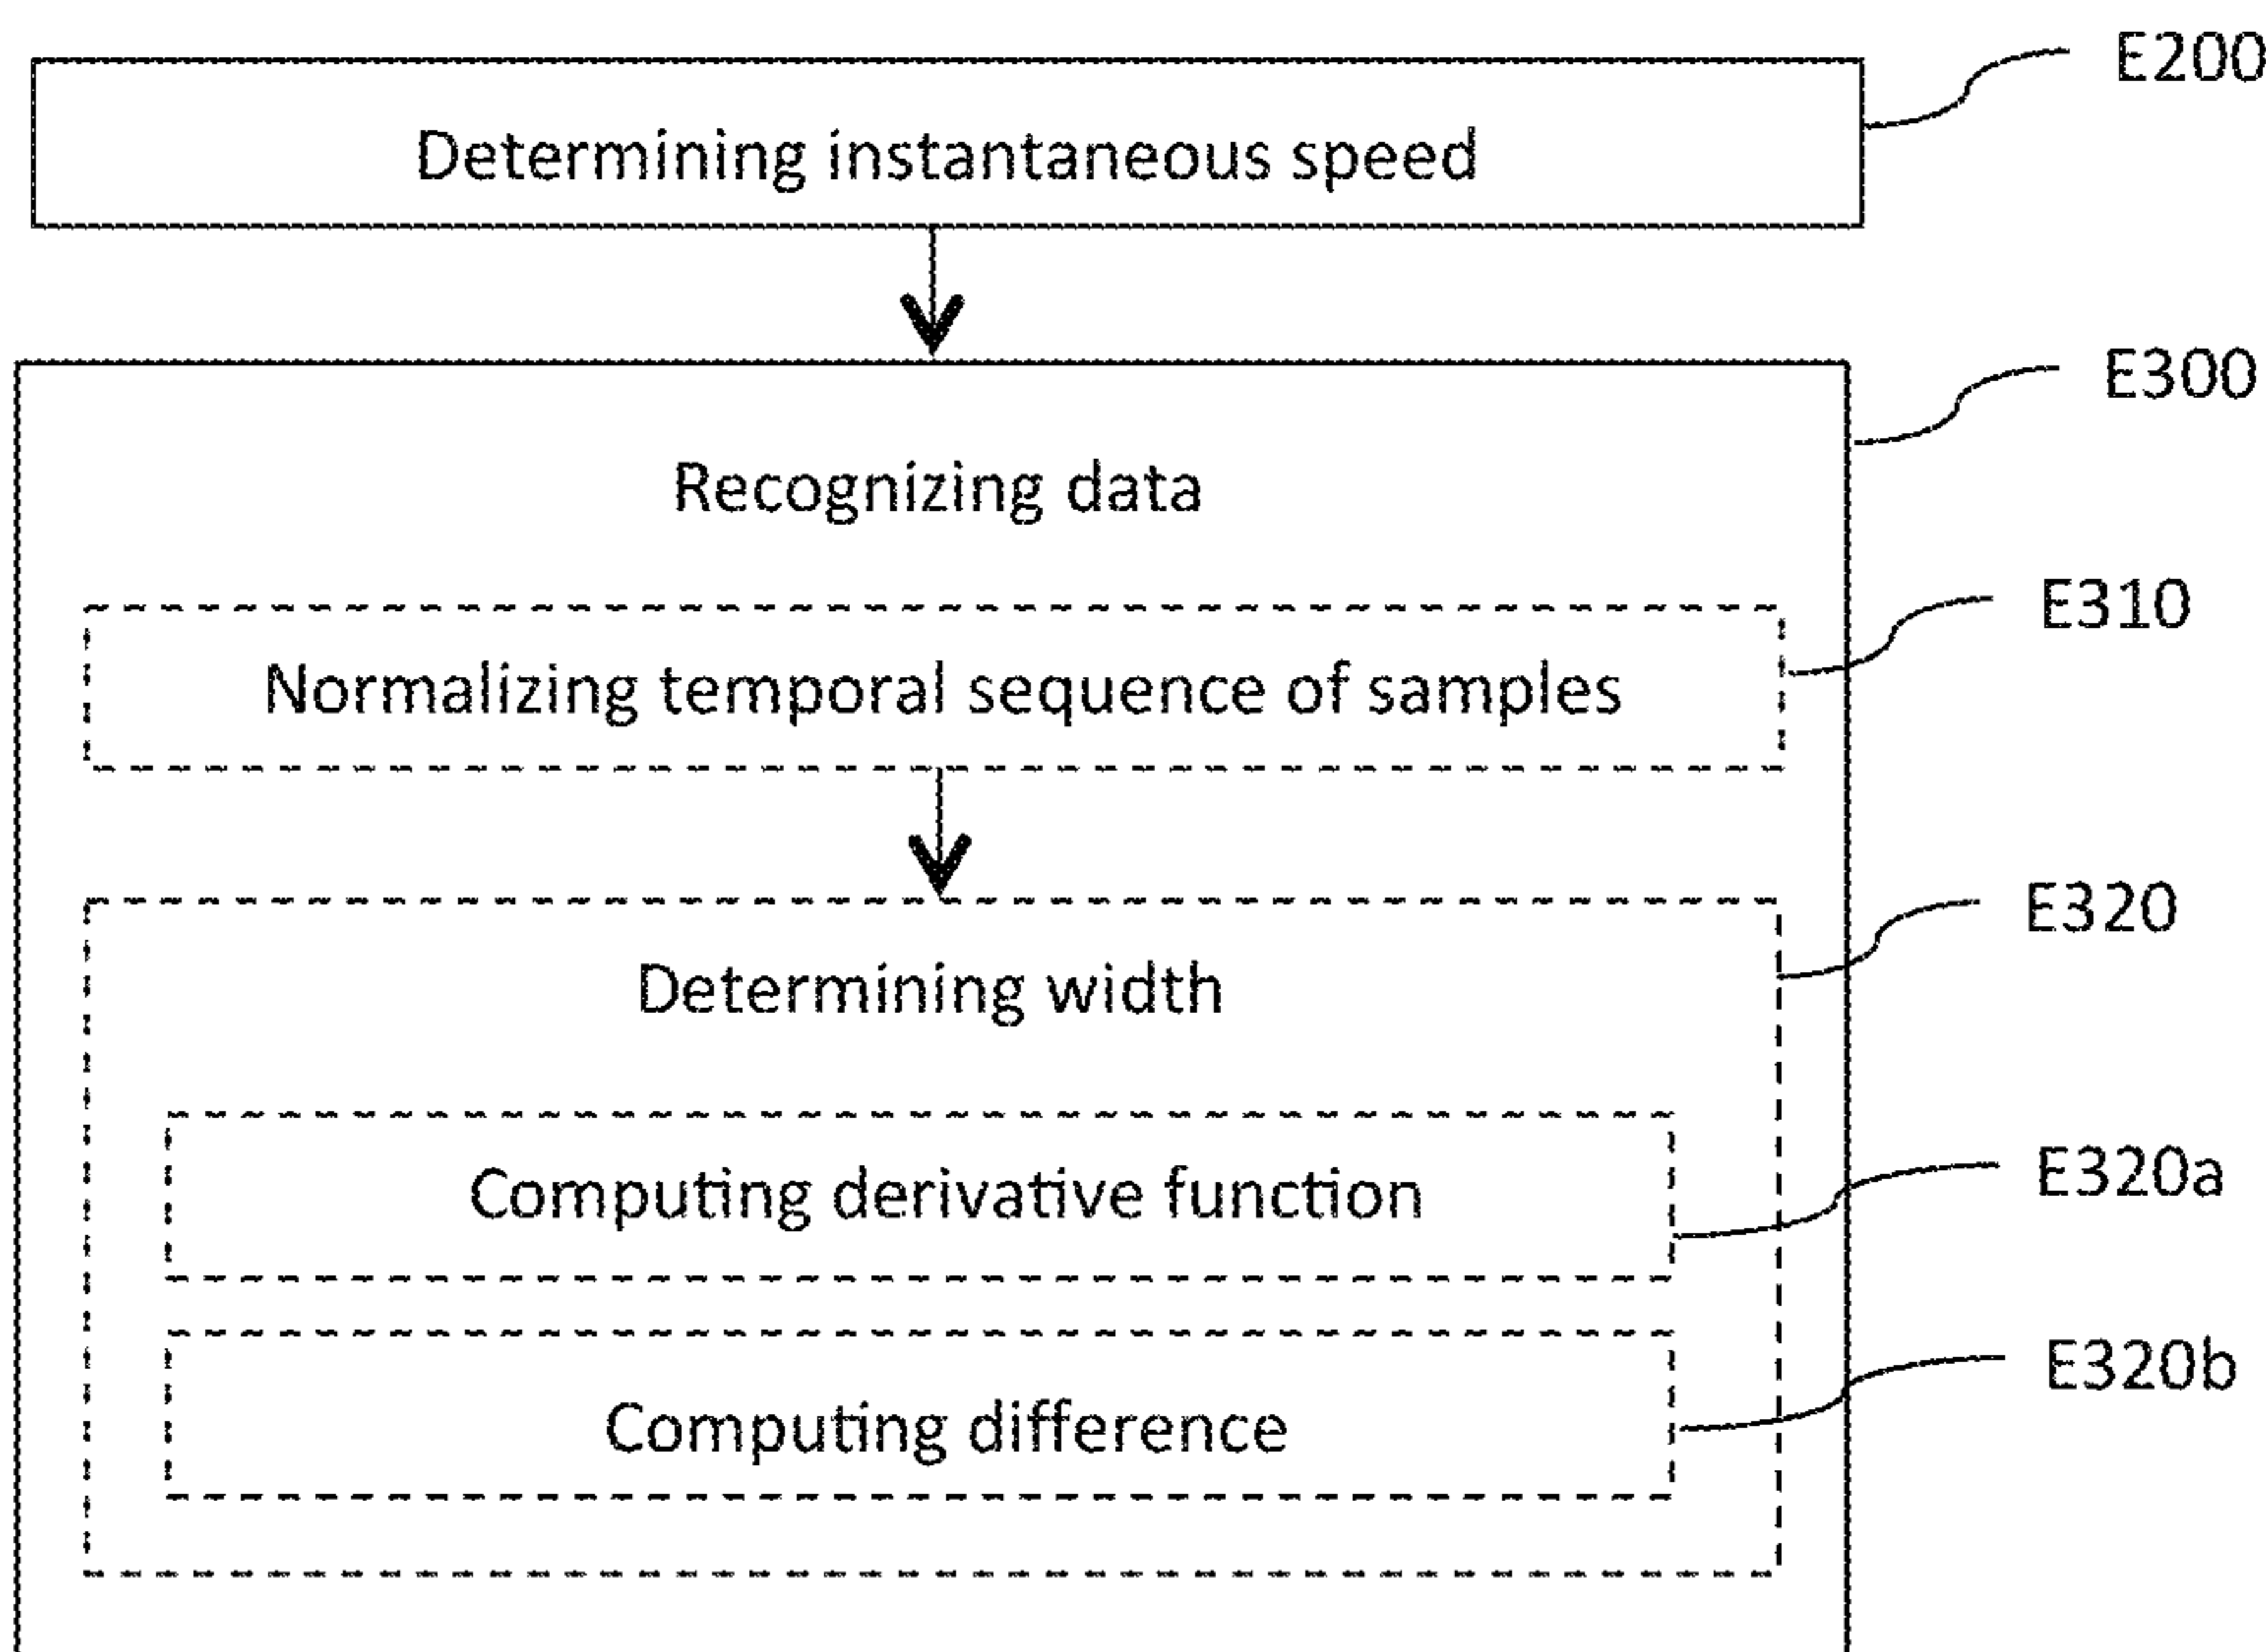 E200
Determining instantaneous speed
E300
Recognizing data
E310
Normalizing temporal sequence of samples
E320
Determining width
E320a
Computing derivative function
E320b
Computing difference